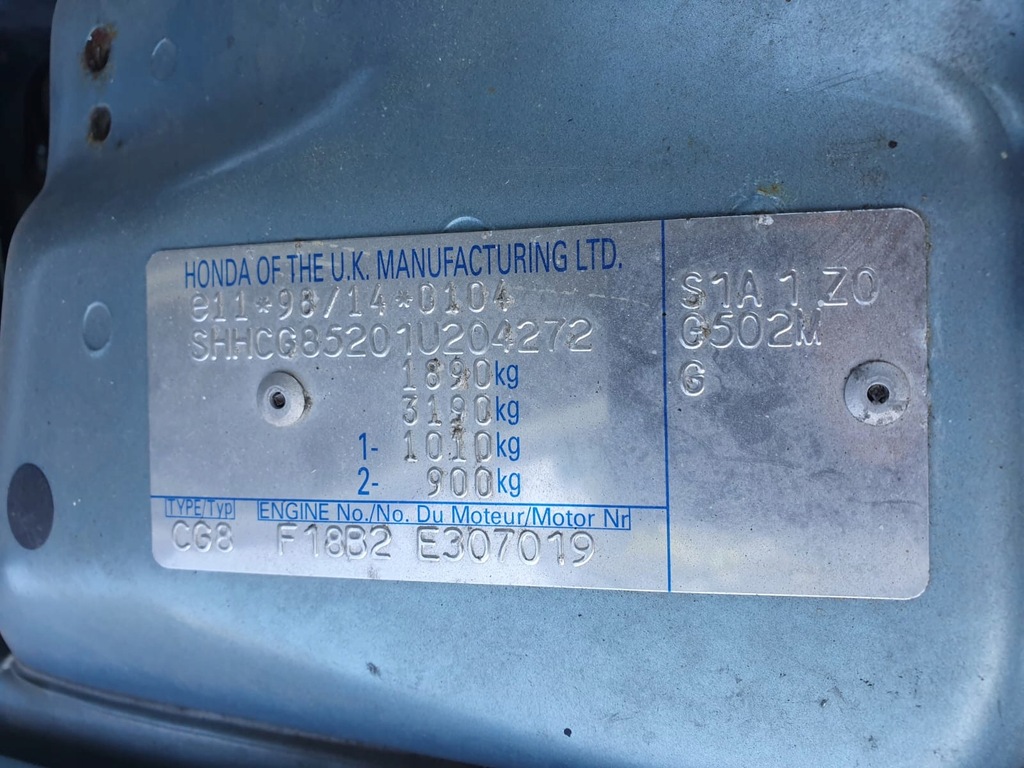 HONDA OF THE U.K. MANUFACTURING LTD.
e11*98/14*0104
SHHCG85201U204272
1890kg
3190kg
1- 1010kg
2- 900kg
TYPE/Typ ENGINE No./No. Du Moteur/Motor Nr
CG8 F18B2 E307019
S1A 1 Z0
G502M
G